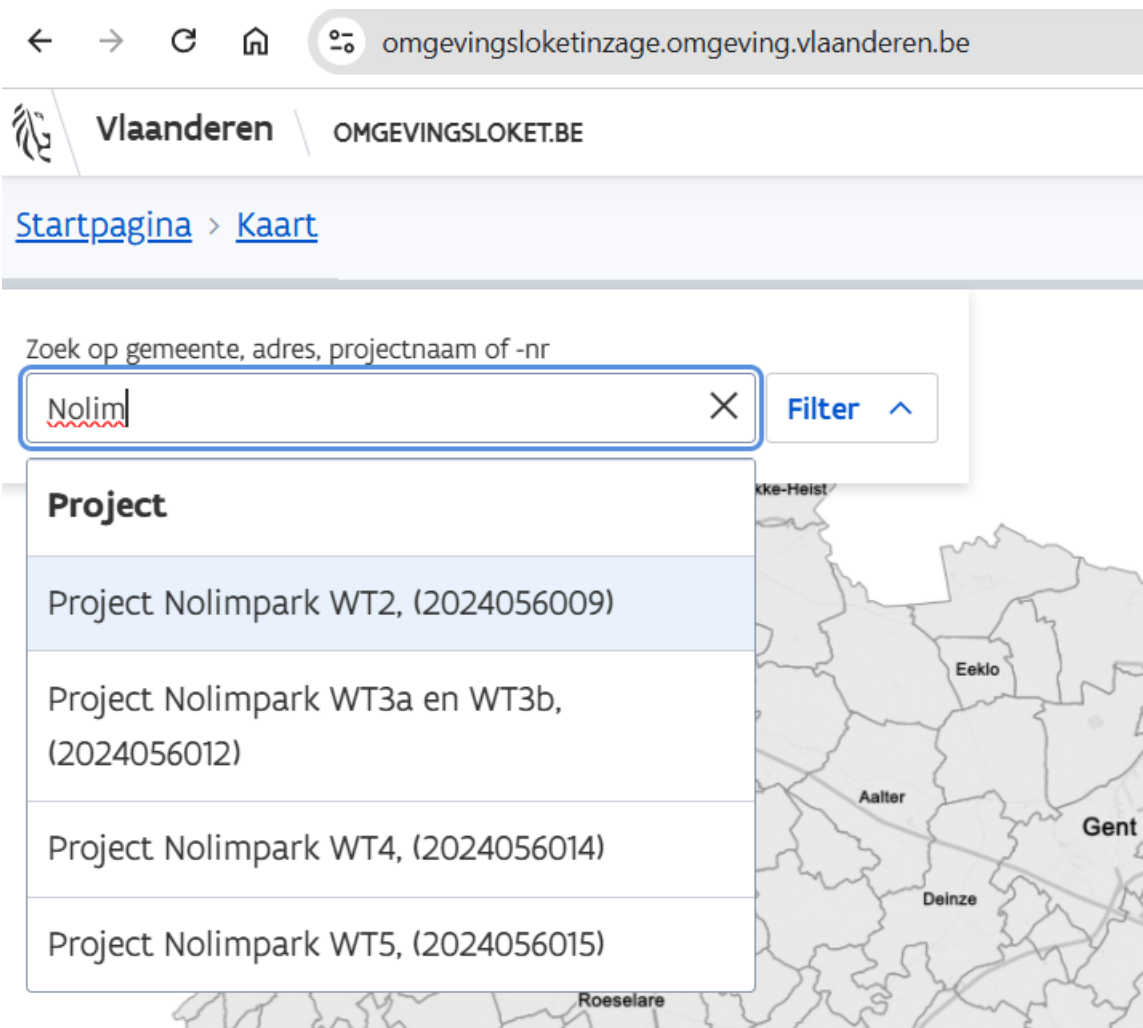 omgevingsloketinzage.omgeving.vlaanderen.be
Vlaanderen
OMGEVINGSLOKET.BE
Startpagina > Kaart
Zoek op gemeente, adres, projectnaam of -nr
Nolim
Filter
Project
Project Nolimpark WT2, (2024056009)
Project Nolimpark WT3a en WT3b,
(2024056012)
Project Nolimpark WT4, (2024056014)
Project Nolimpark WT5, (2024056015)
kke-Heist
Eeklo
Aalter
Gent
Deinze
Roeselare